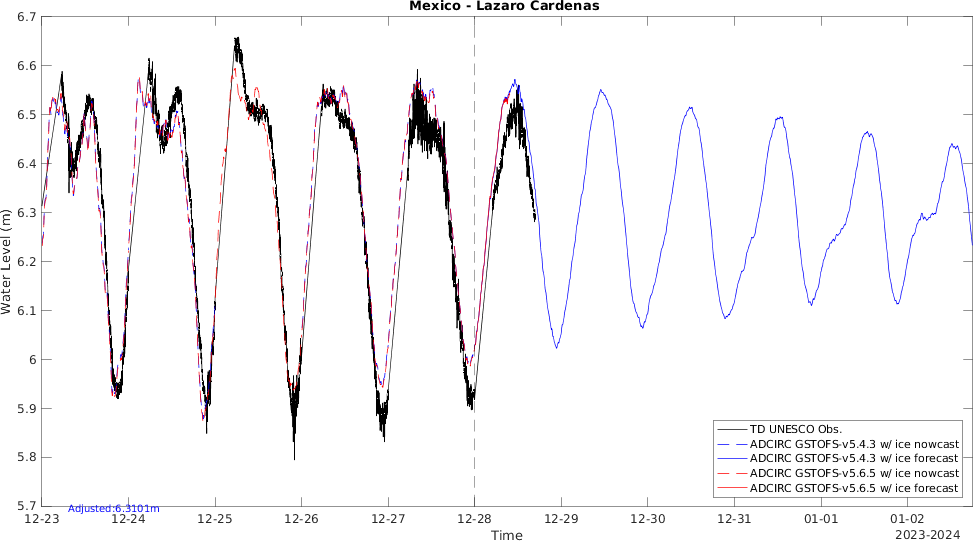 Mexico - Lazaro Cardenas
6.7
6.6
6.5
6.4
6.3
6.2
6.1
6
5.9
5.8
5.7
Water Level (m)
TD UNESCO Obs.
ADCIRC GSTOFS-v5.4.3 w/ ice nowcast
ADCIRC GSTOFS-v5.4.3 w/ ice forecast
ADCIRC GSTOFS-v5.6.5 w/ ice nowcast
ADCIRC GSTOFS-v5.6.5 w/ ice forecast
Adjusted:6.3101m
12-23 12-24 12-25 12-26 12-27 12-28 12-29 12-30 12-31 01-01 01-02
Time
2023-2024